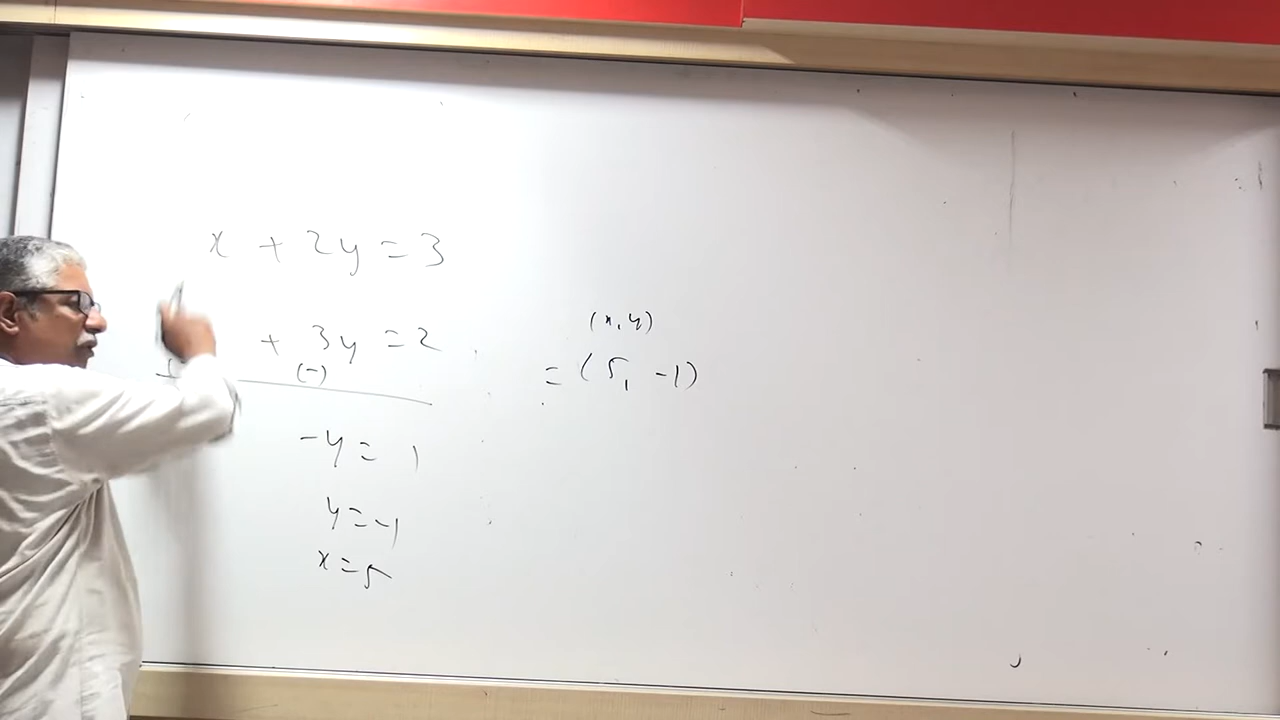 x + 2y = 3
+ 3y = 2
(-)
-y = 1
y = -1
x = 5
(x, y)
= (5, -1)